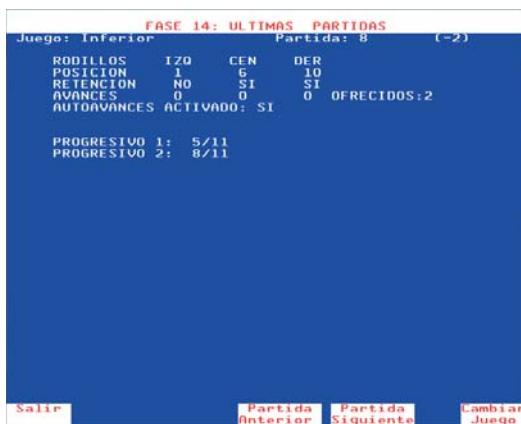 FASE 14: ULTIMAS PARTIDAS
Juego: Inferior Partida: 8 (-2)
RODILLOS IZQ CEN DER
POSICION 1 6 10
RETENCION NO SI SI
AVANCES 0 0 0 OFRECIDOS:2
AUTOAVANCES ACTIVADO: SI
PROGRESIVO 1: 5/11
PROGRESIVO 2: 8/11
Salir Partida Partida Cambiar
Anterior Siguiente Juego